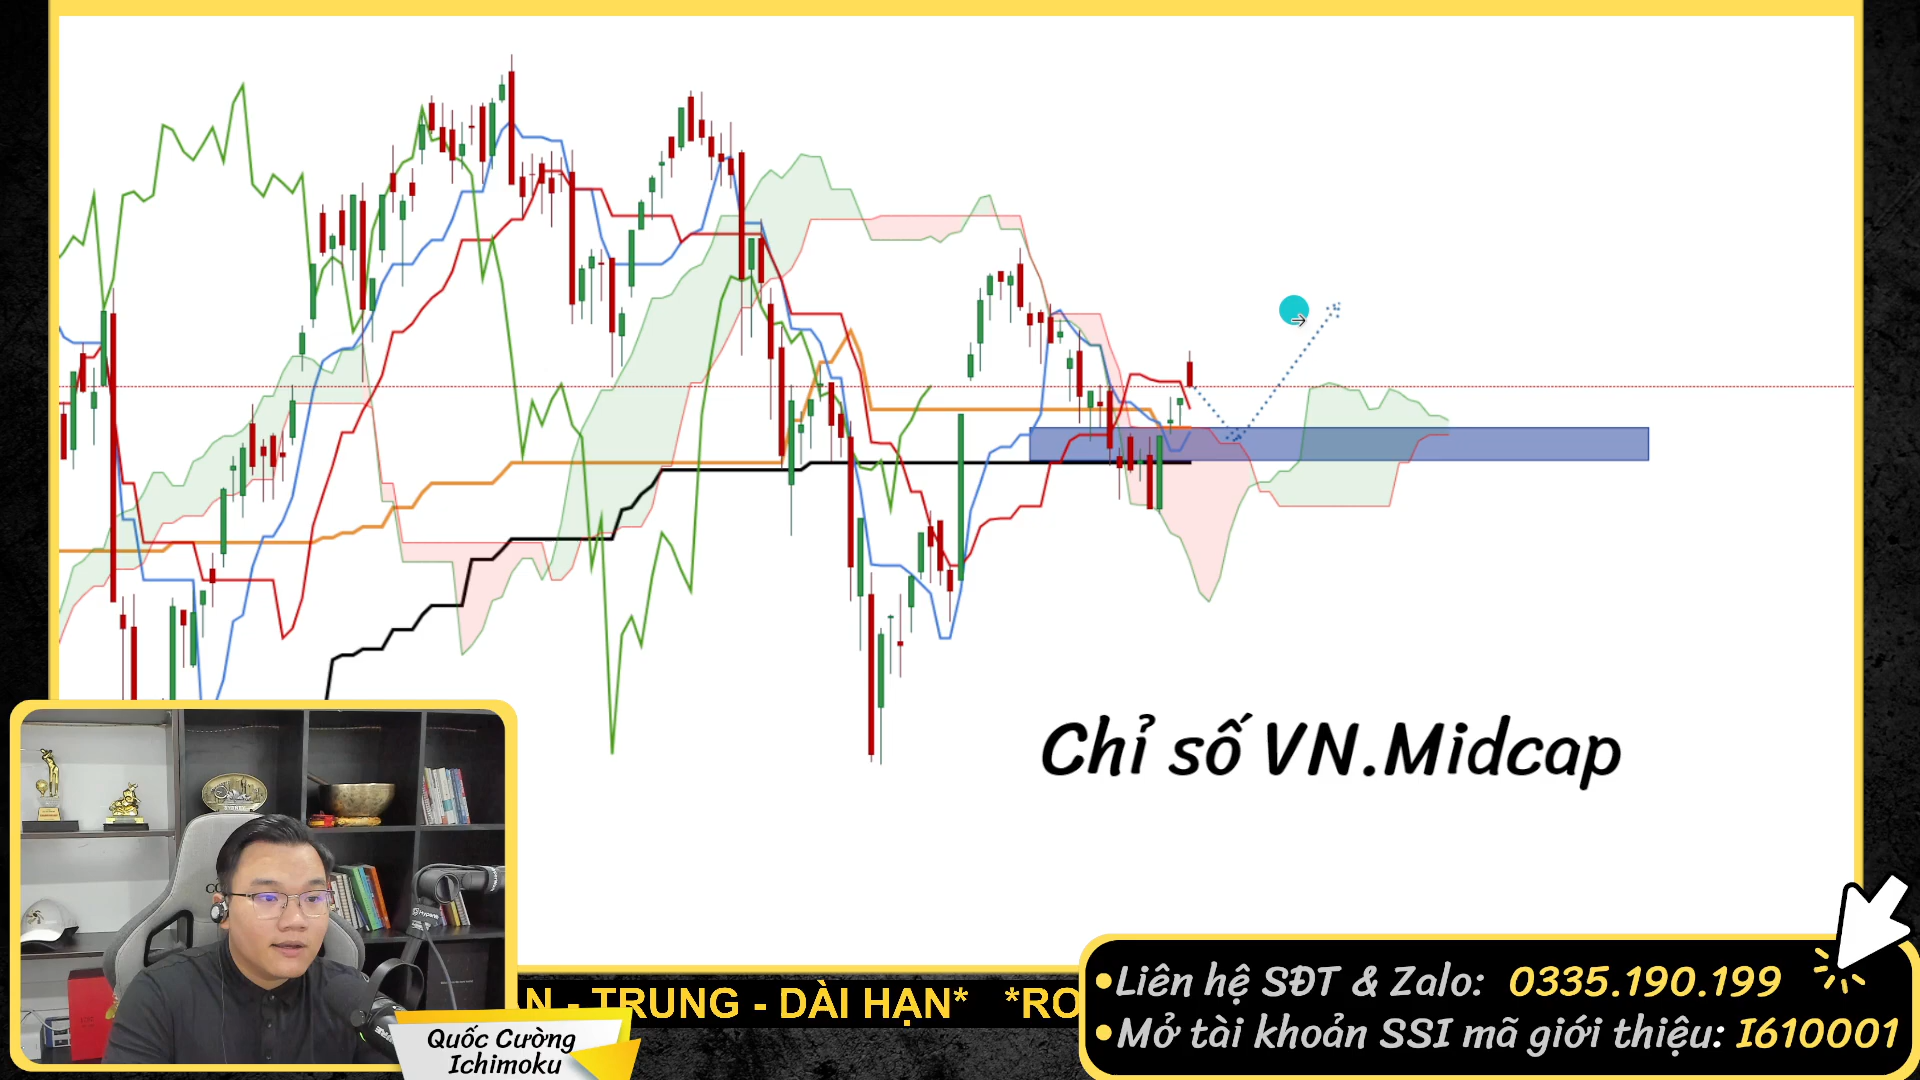 Chỉ số VN.Midcap
N - TRUNG - DÀI HẠN* *RO
Quốc Cường
Ichimoku
•Liên hệ SĐT & Zalo: 0335.190.199
•Mở tài khoản SSI mã giới thiệu: I610001